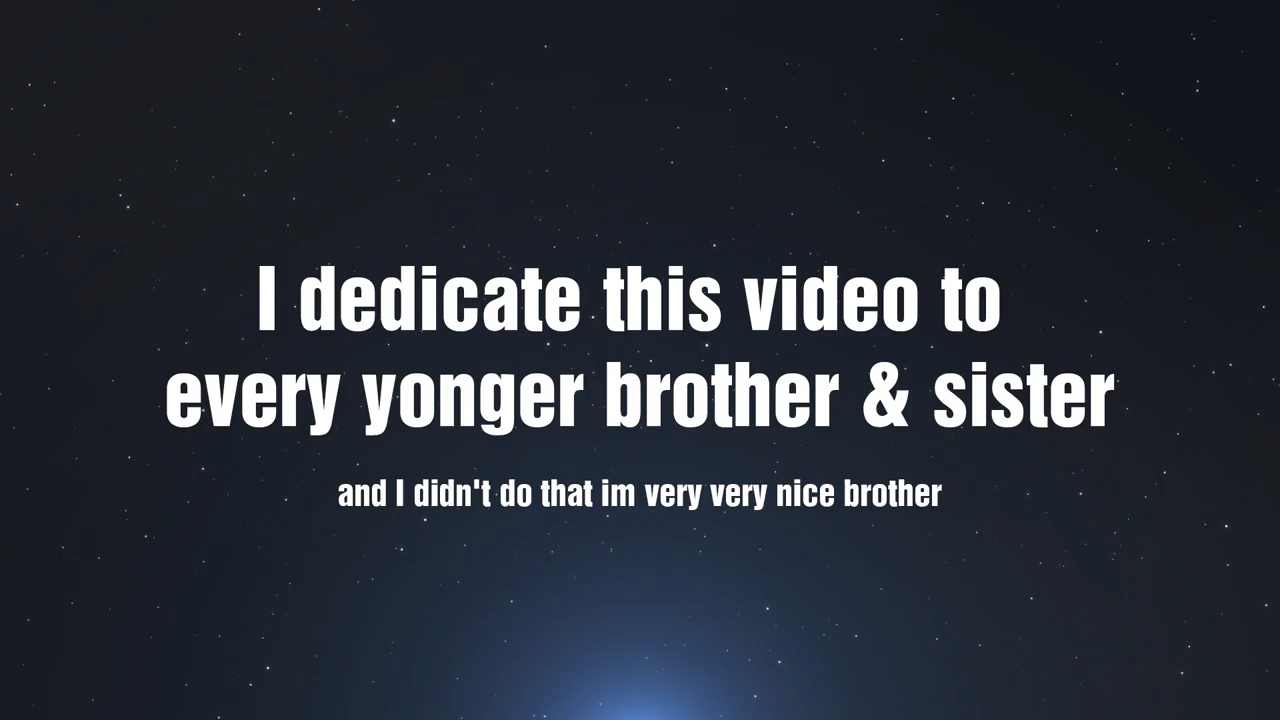 I dedicate this video to
every yonger brother & sister
and I didn't do that im very very nice brother